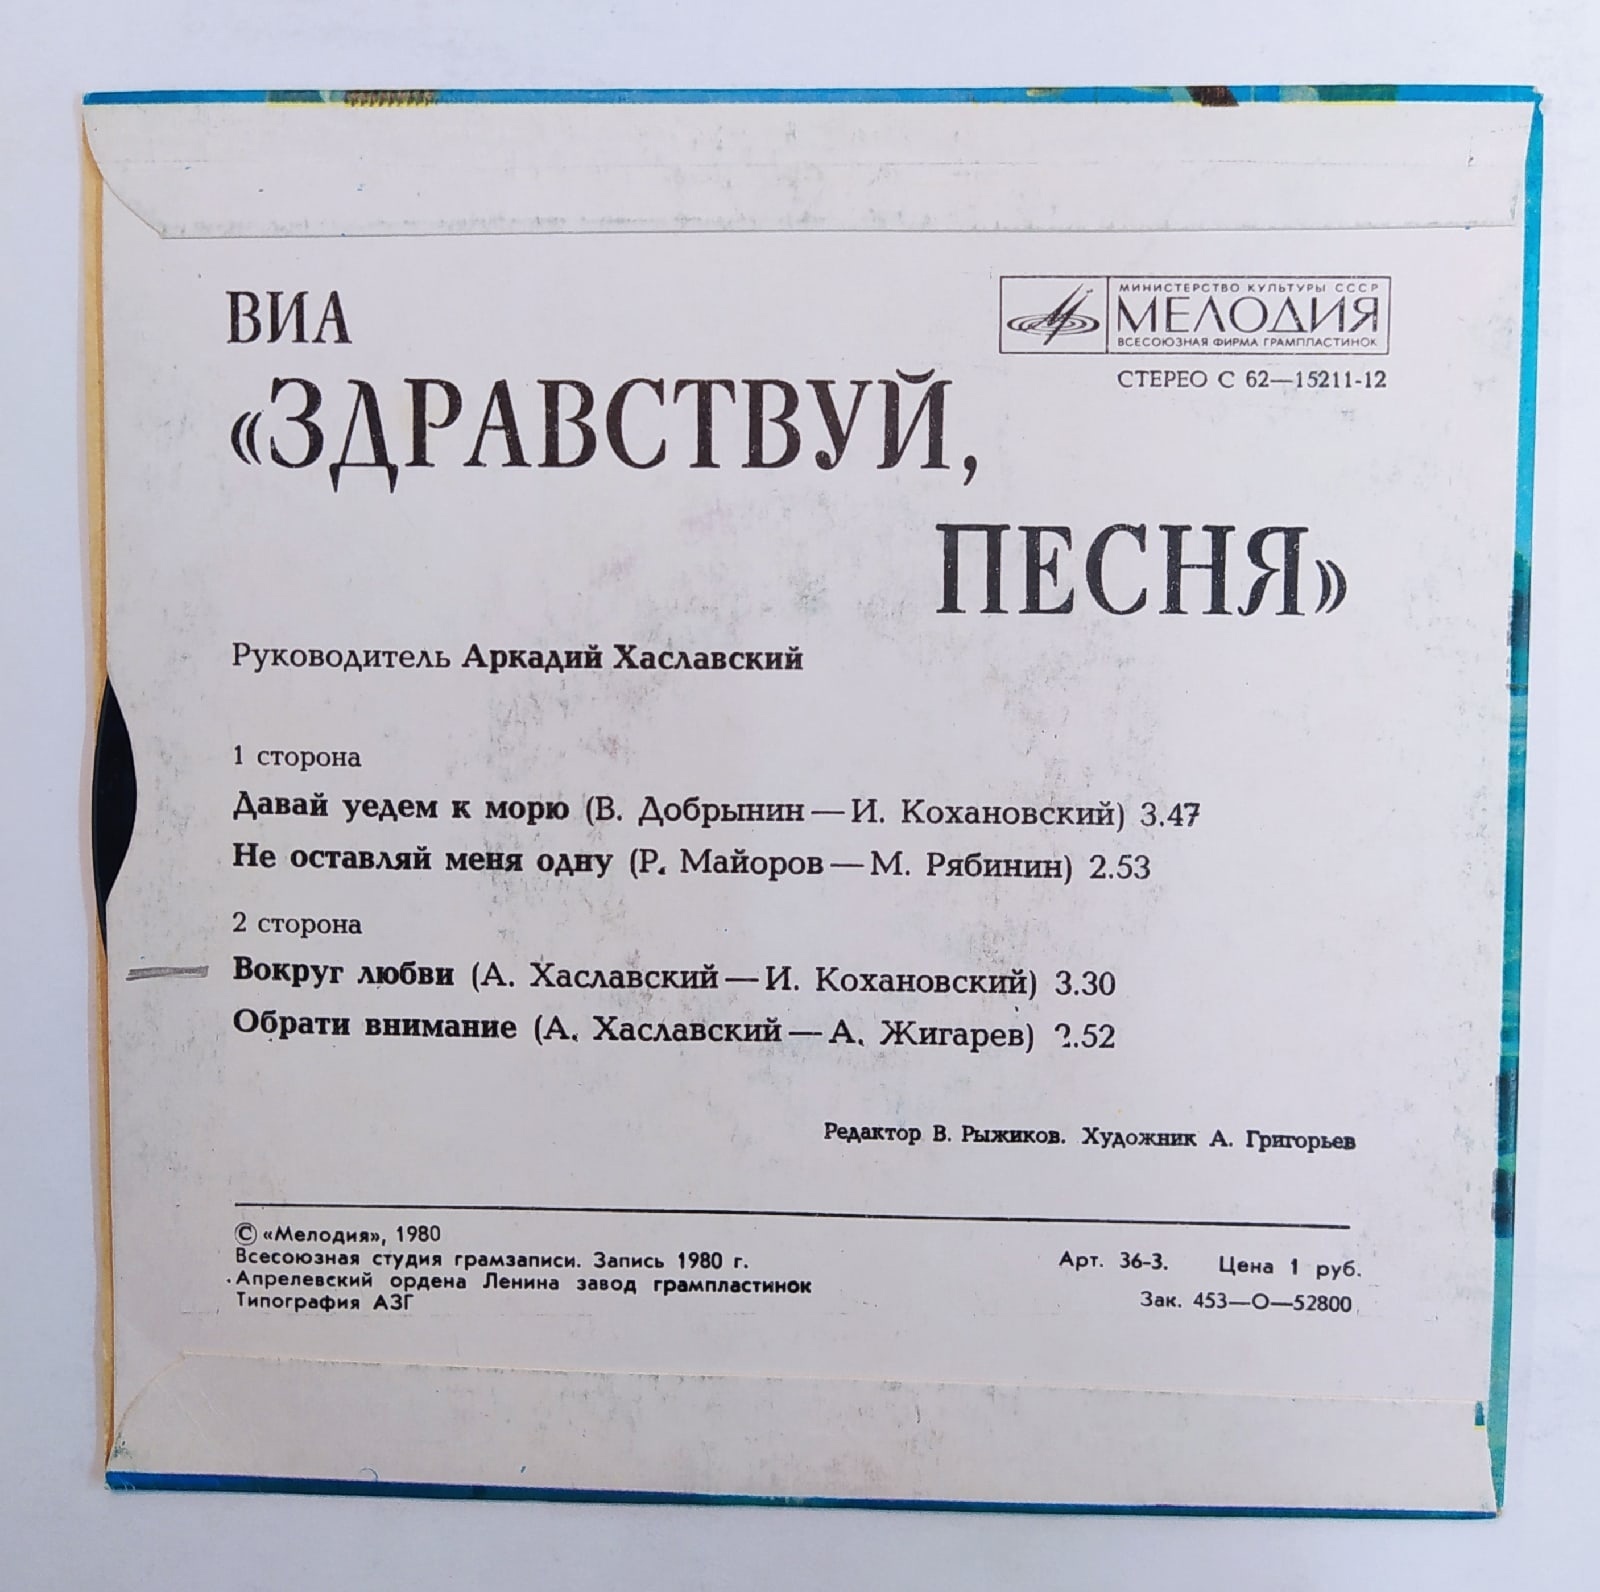 ВИА
МИНИСТЕРСТВО КУЛЬТУРЫ СССР
МЕЛОДИЯ
ВСЕСОЮЗНАЯ ФИРМА ГРАМПЛАСТИНОК
СТЕРЕО С 62—15211-12
«ЗДРАВСТВУЙ,
ПЕСНЯ»
Руководитель Аркадий Хаславский
1 сторона
Давай уедем к морю (В. Добрынин — И. Кохановский) 3.47
Не оставляй меня одну (Р. Майоров — М. Рябинин) 2.53
2 сторона
Вокруг любви (А. Хаславский — И. Кохановский) 3.30
Обрати внимание (А. Хаславский — А. Жигарев) 2.52
Редактор В. Рыжиков. Художник А. Григорьев
© «Мелодия», 1980
Всесоюзная студия грамзаписи. Запись 1980 г.
Апрелевский ордена Ленина завод грампластинок
Типография АЗГ
Арт. 36-3. Цена 1 руб.
Зак. 453—О—52800